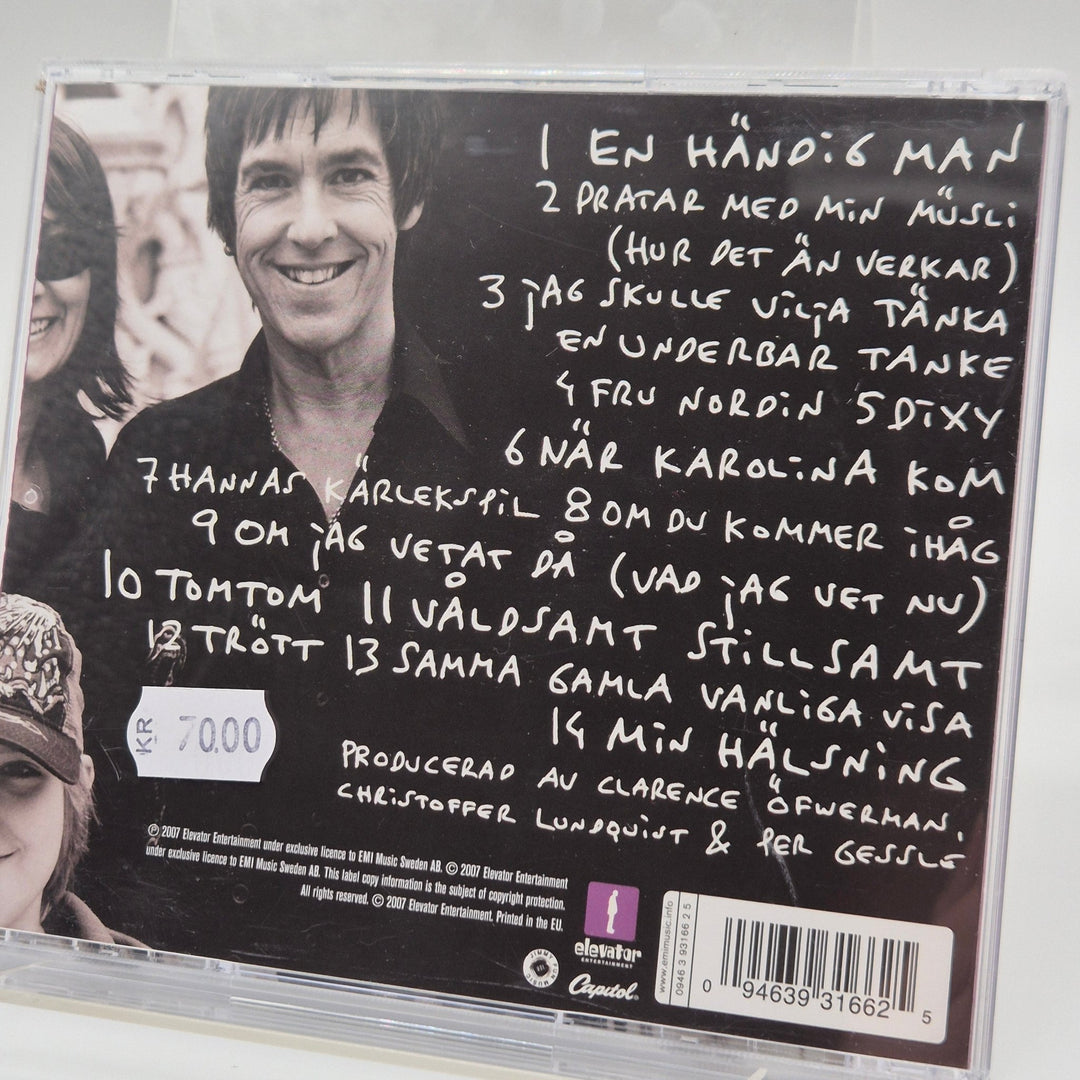 1 EN HÄNDiG MAN
2 PRATAR MED MiN MÜSLi
(HUR DET ÄN VERKAR)
3 jAG SKULLE ViLjA TÄNKA
EN UNDERBAR TANKE
4 FRU NORDiN 5 DiXY
6 NÄR KAROLiNA KOM
7 HANNAS KÄRLEKSPIL 8 OM DU KOMMER iHÅG
9 OM jAG VETAT DÅ (VAD jAG VET NU)
10 TOMTOM 11 VÅLDSAMT STiLLSAMT
12 TRÖTT 13 SAMMA GAMLA VANLiGA ViSA
14 MiN HÄLSNiNG
PRODUCERAD AV CLARENCE ÖFWERMAN,
CHRiSTOFFER LUNDQUiST & PER GESSLE
KR 70.00
℗ 2007 Elevator Entertainment under exclusive licence to EMI Music Sweden AB. © 2007 Elevator Entertainment
under exclusive licence to EMI Music Sweden AB. This label copy information is the subject of copyright protection.
All rights reserved. © 2007 Elevator Entertainment. Printed in the EU.
elevator
ENTERTAINMENT
JIMMY FUN MUSIC
Capitol
www.emimusic.info
0946 3 93166 2 5
0 94639 31662 5